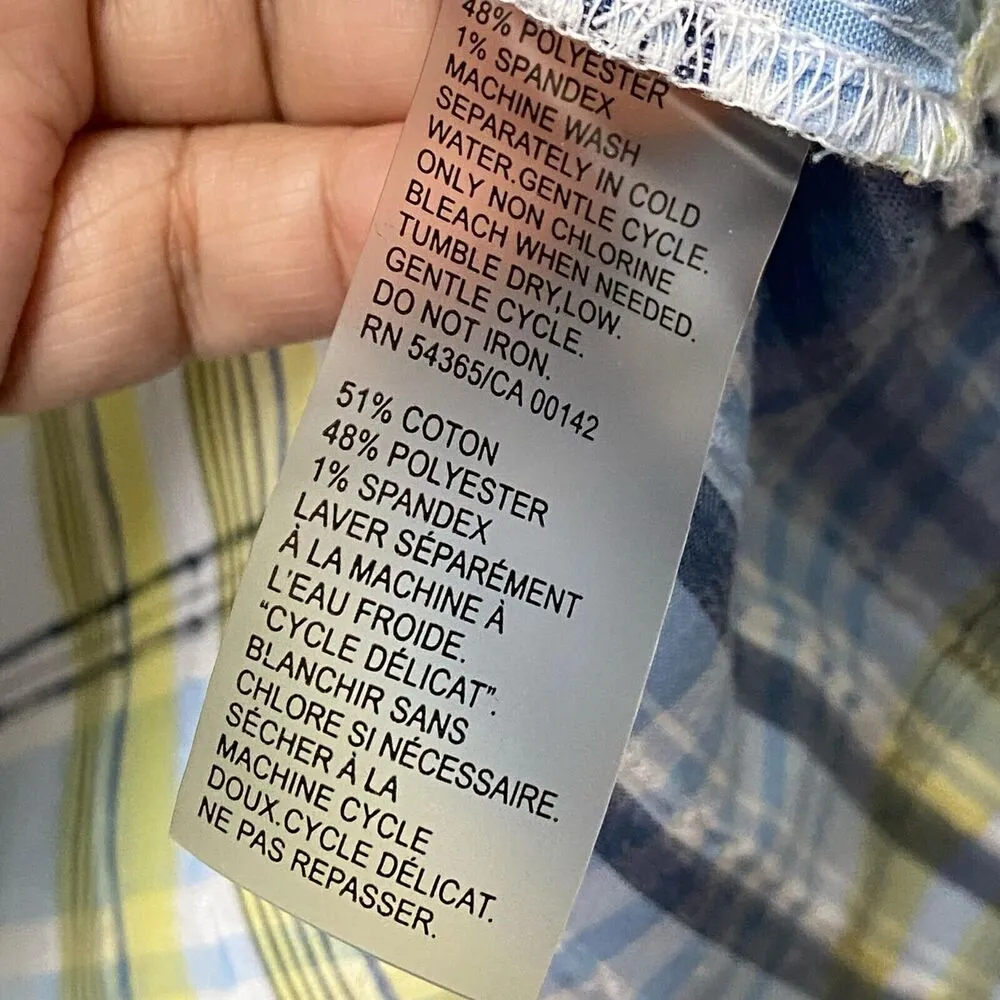 48% POLYESTER
1% SPANDEX
MACHINE WASH
SEPARATELY IN COLD
WATER.GENTLE CYCLE.
ONLY NON CHLORINE
BLEACH WHEN NEEDED.
TUMBLE DRY,LOW.
GENTLE CYCLE.
DO NOT IRON.
RN 54365/CA 00142
51% COTON
48% POLYESTER
1% SPANDEX
LAVER SÉPARÉMENT
À LA MACHINE À
L'EAU FROIDE.
“CYCLE DÉLICAT”.
BLANCHIR SANS
CHLORE SI NÉCESSAIRE.
SÉCHER À LA
MACHINE CYCLE
DOUX.CYCLE DÉLICAT.
NE PAS REPASSER.